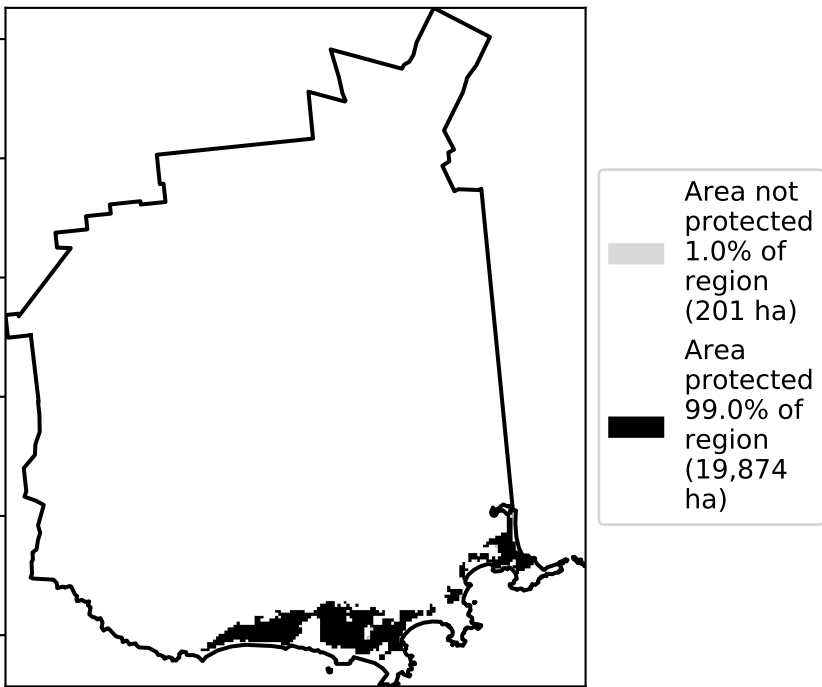 Area not
protected
1.0% of
region
(201 ha)
Area
protected
99.0% of
region
(19,874
ha)